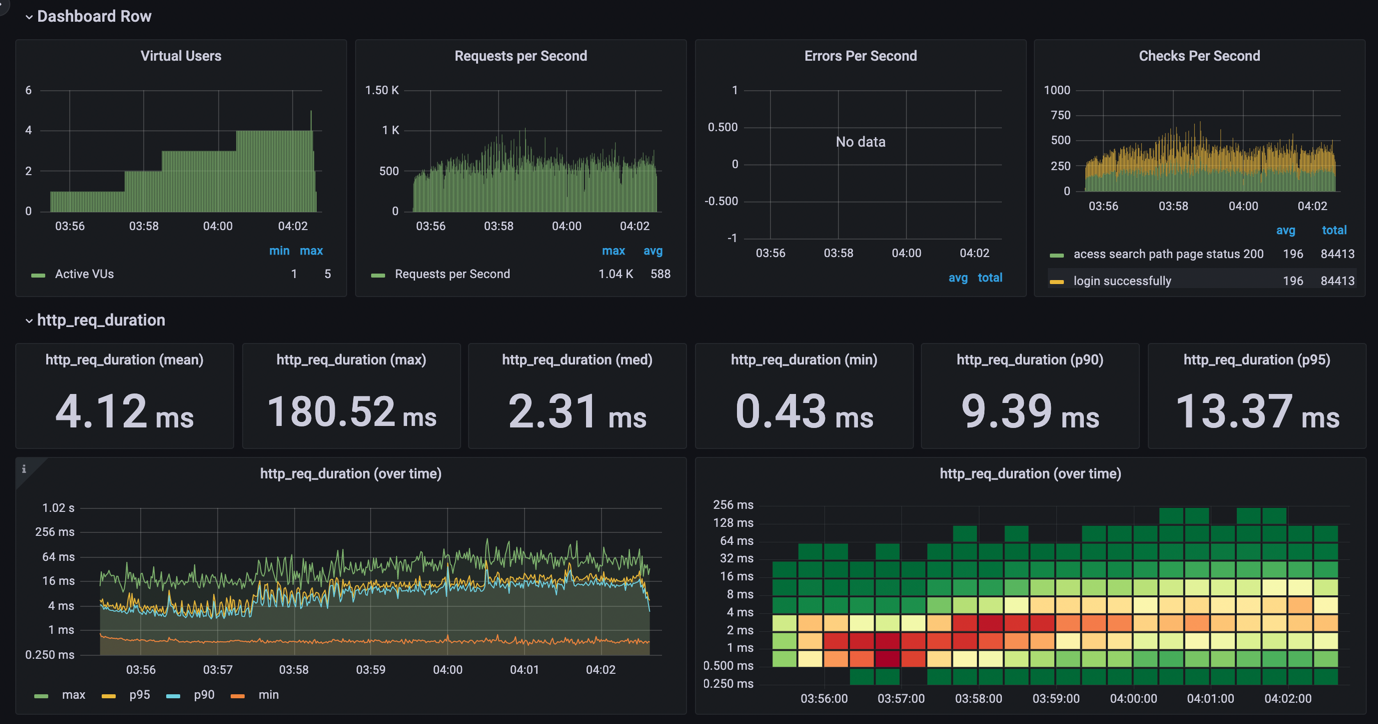 Dashboard Row
Virtual Users
6
4
2
0
03:56 03:58 04:00 04:02
min max
Active VUs 1 5
Requests per Second
1.50 K
1 K
500
0
03:56 03:58 04:00 04:02
max avg
Requests per Second 1.04 K 588
Errors Per Second
1
0.500
0
-0.500
-1
No data
03:56 03:58 04:00 04:02
avg total
Checks Per Second
1000
750
500
250
0
03:56 03:58 04:00 04:02
avg total
acess search path page status 200 196 84413
login successfully 196 84413
http_req_duration
http_req_duration (mean)
4.12 ms
http_req_duration (max)
180.52 ms
http_req_duration (med)
2.31 ms
http_req_duration (min)
0.43 ms
http_req_duration (p90)
9.39 ms
http_req_duration (p95)
13.37 ms
i
http_req_duration (over time)
1.02 s
256 ms
64 ms
16 ms
4 ms
1 ms
0.250 ms
03:56 03:57 03:58 03:59 04:00 04:01 04:02
max p95 p90 min
http_req_duration (over time)
256 ms
128 ms
64 ms
32 ms
16 ms
8 ms
4 ms
2 ms
1 ms
0.500 ms
0.250 ms
03:56:00 03:57:00 03:58:00 03:59:00 04:00:00 04:01:00 04:02:00